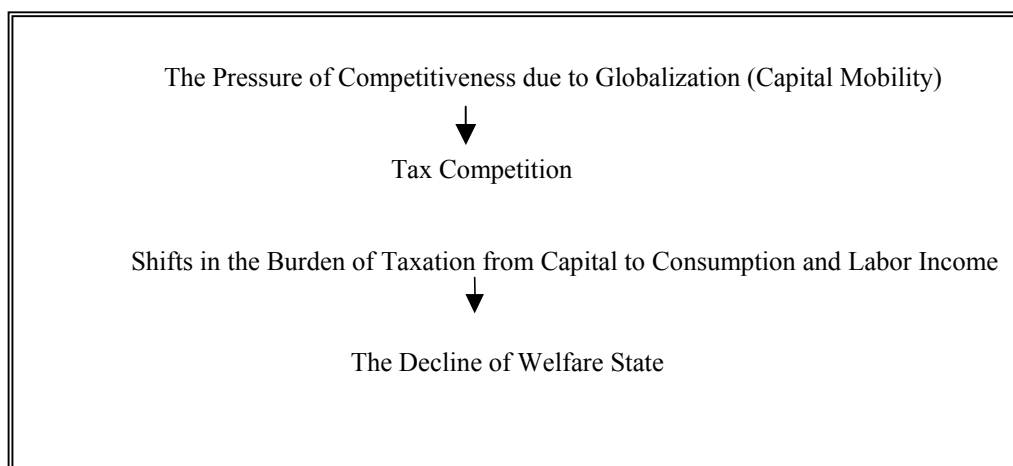 The Pressure of Competitiveness due to Globalization (Capital Mobility)
Tax Competition
Shifts in the Burden of Taxation from Capital to Consumption and Labor Income
The Decline of Welfare State